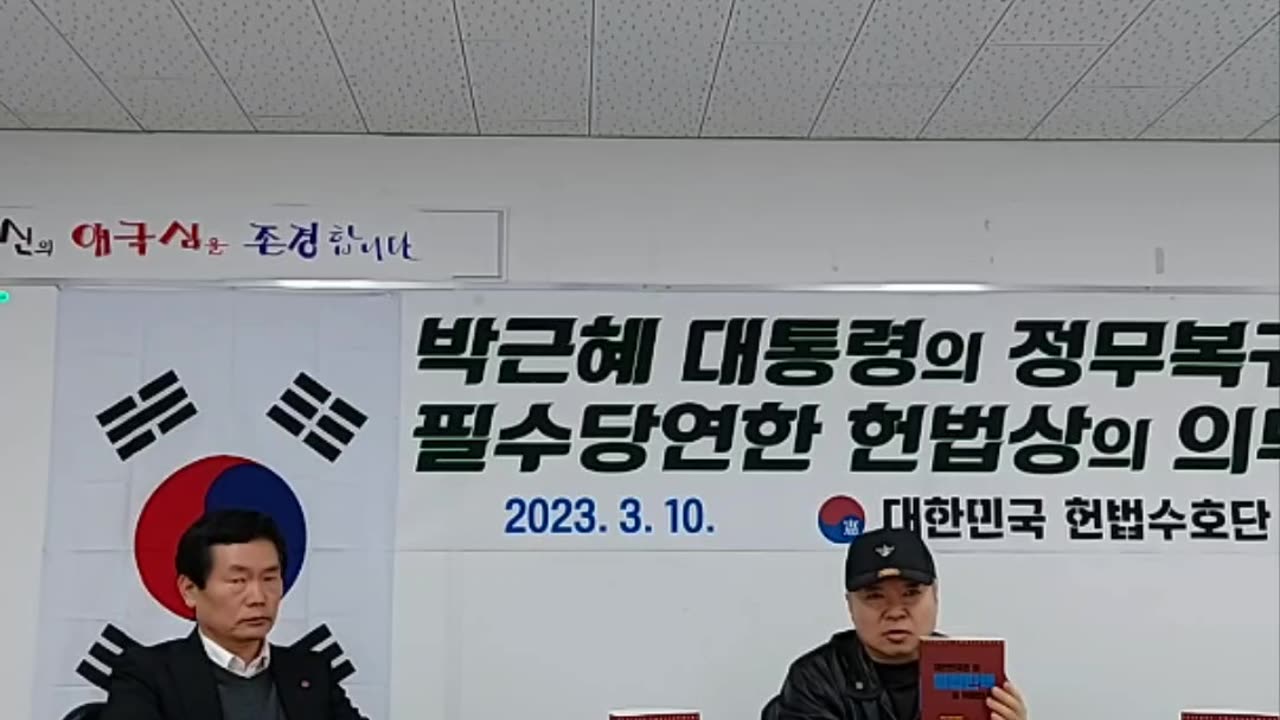 신의 애국심을 존경합니다
박근혜 대통령의 정무복
필수당연한 헌법상의
2023. 3. 10.
대한민국 헌법수호단